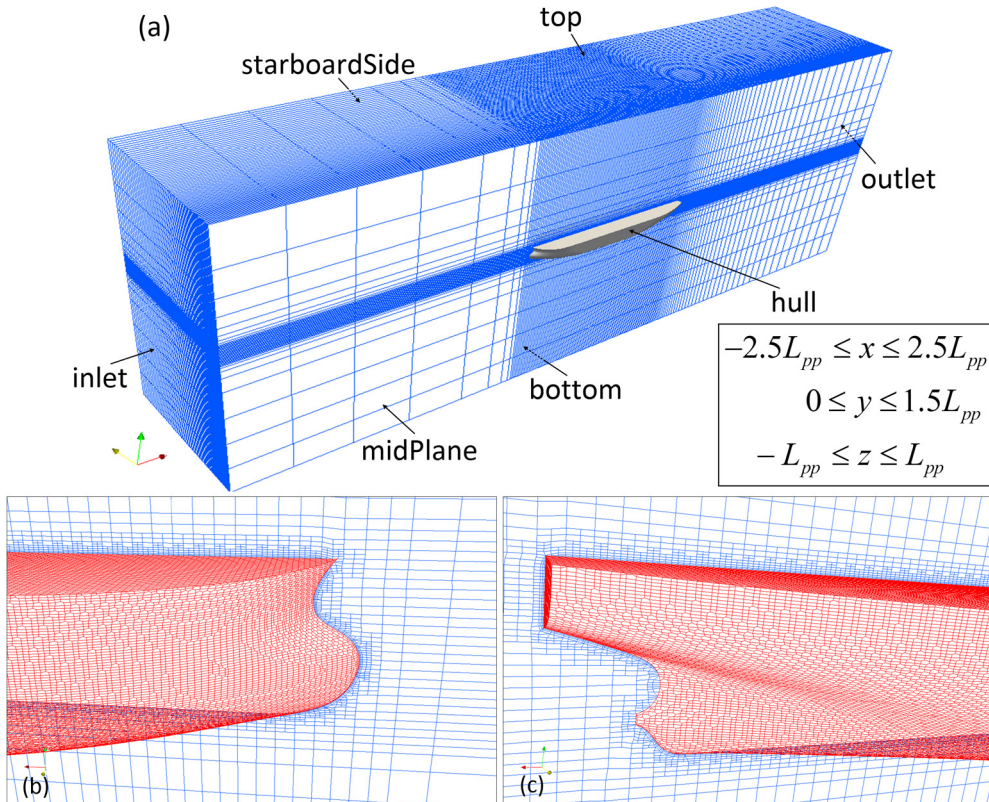 (a)
top
starboardSide
outlet
hull
inlet
bottom
midPlane
−2.5L_pp ≤ x ≤ 2.5L_pp
0 ≤ y ≤ 1.5L_pp
−L_pp ≤ z ≤ L_pp
(b)
(c)